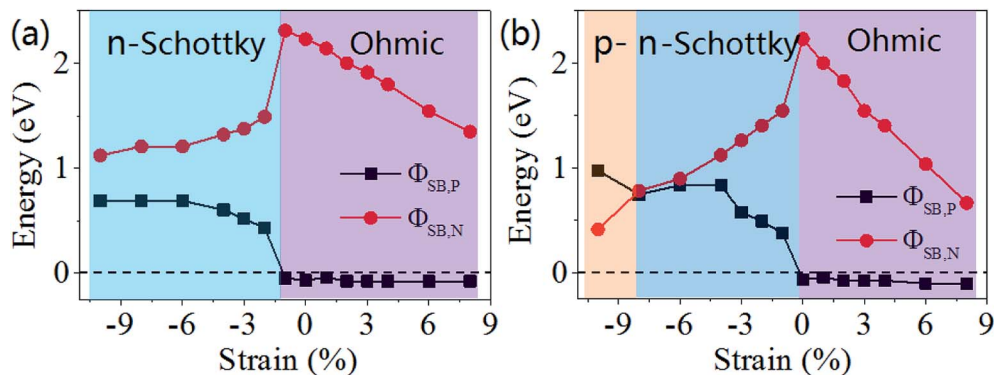 (a)
n-Schottky
Ohmic
Energy (eV)
2
1
0
Φ_SB,P
Φ_SB,N
-9 -6 -3 0 3 6 9
Strain (%)
(b)
p- n-Schottky
Ohmic
Energy (eV)
2
1
0
Φ_SB,P
Φ_SB,N
-9 -6 -3 0 3 6 9
Strain (%)